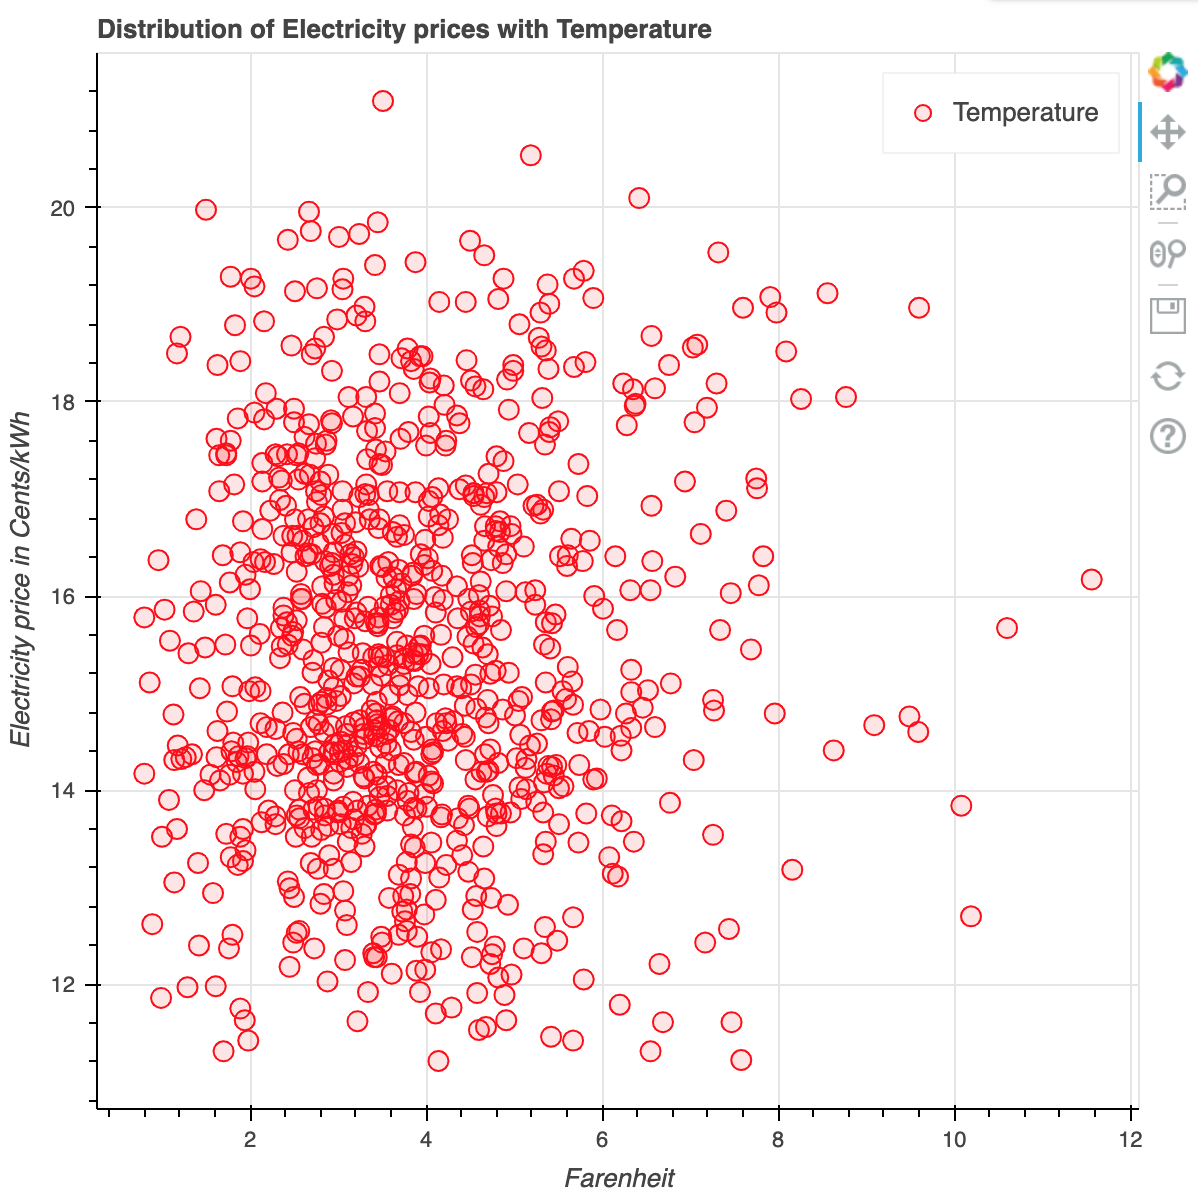 Distribution of Electricity prices with Temperature
Temperature
20
18
16
14
12
Electricity price in Cents/kWh
2
4
6
8
10
12
Farenheit